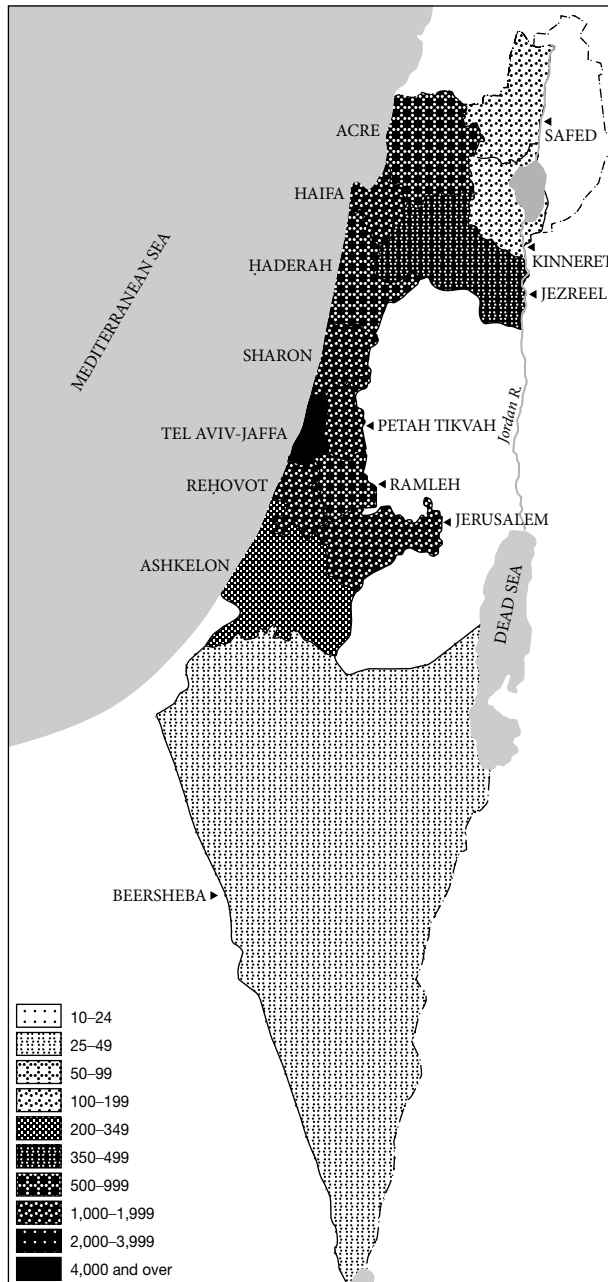 ACRE
SAFED
HAIFA
KINNERET
ḤADERAH
JEZREEL
MEDITERRANEAN SEA
SHARON
Jordan R.
TEL AVIV-JAFFA
PETAH TIKVAH
REḤOVOT
RAMLEH
JERUSALEM
ASHKELON
DEAD SEA
BEERSHEBA
10–24
25–49
50–99
100–199
200–349
350–499
500–999
1,000–1,999
2,000–3,999
4,000 and over